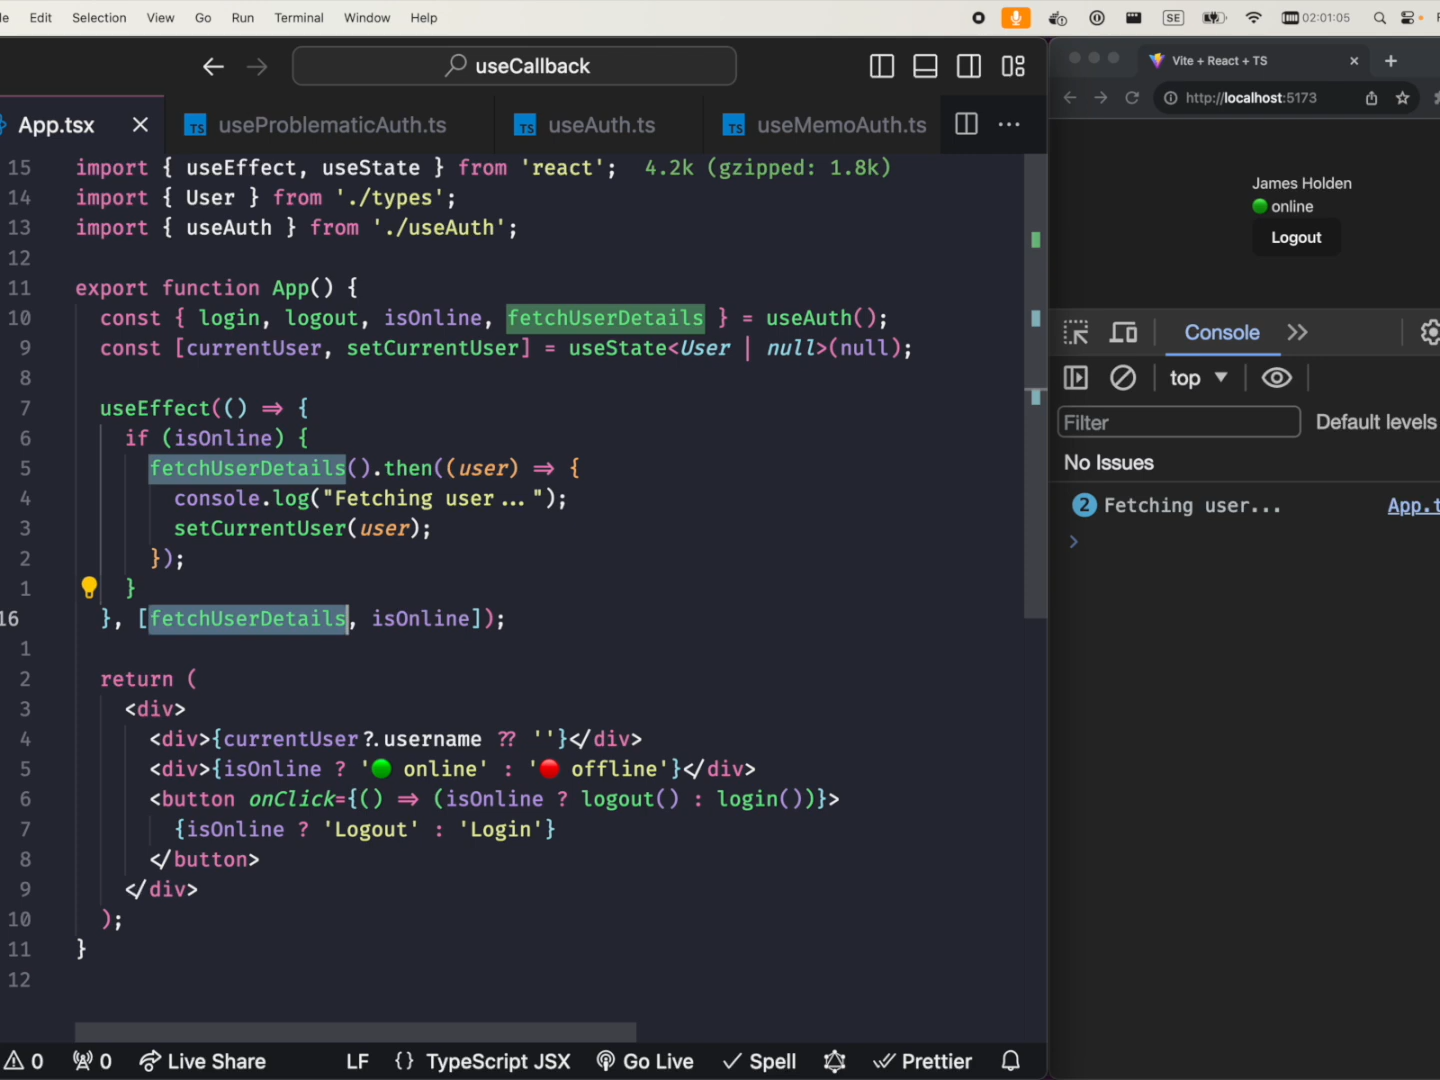 Edit Selection View Go Run Terminal Window Help
SE 02:01:05
useCallback
App.tsx
TS useProblematicAuth.ts
TS useAuth.ts
TS useMemoAuth.ts
15 import { useEffect, useState } from 'react'; 4.2k (gzipped: 1.8k)
14 import { User } from './types';
13 import { useAuth } from './useAuth';
12
11 export function App() {
10 const { login, logout, isOnline, fetchUserDetails } = useAuth();
9 const [currentUser, setCurrentUser] = useState<User | null>(null);
8
7 useEffect(() => {
6 if (isOnline) {
5 fetchUserDetails().then((user) => {
4 console.log("Fetching user...");
3 setCurrentUser(user);
2 });
1 }
16 }, [fetchUserDetails, isOnline]);
1
2 return (
3 <div>
4 <div>{currentUser?.username ?? ''}</div>
5 <div>{isOnline ? '🟢 online' : '🔴 offline'}</div>
6 <button onClick={() => (isOnline ? logout() : login())}>
7 {isOnline ? 'Logout' : 'Login'}
8 </button>
9 </div>
10 );
11 }
12
0 0 Live Share LF {} TypeScript JSX Go Live Spell Prettier
Vite + React + TS
http://localhost:5173
James Holden
🟢 online
Logout
Console
top
Filter
Default levels
No Issues
2 Fetching user... App.t